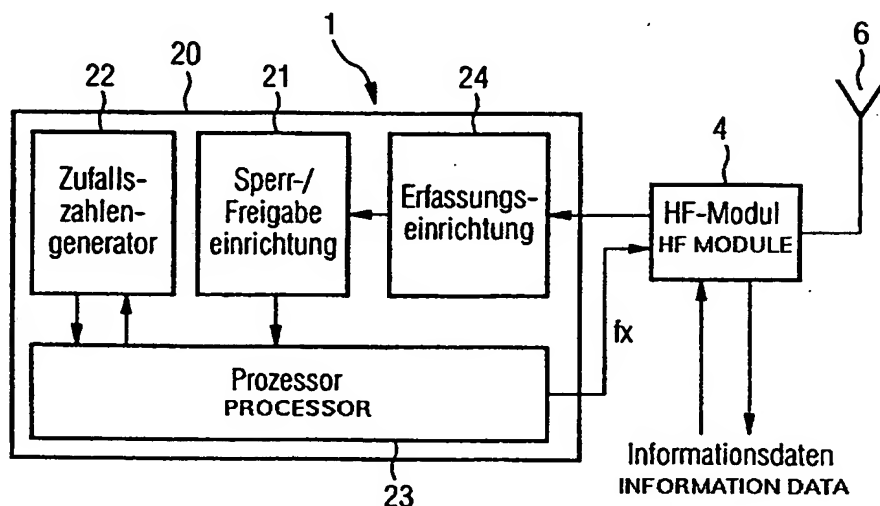 1
6
20
22
21
24
4
Zufalls-
zahlen-
generator
Sperr-/
Freigabe
einrichtung
Erfassungs-
einrichtung
HF-Modul
HF MODULE
fx
Prozessor
PROCESSOR
Informationsdaten
INFORMATION DATA
23